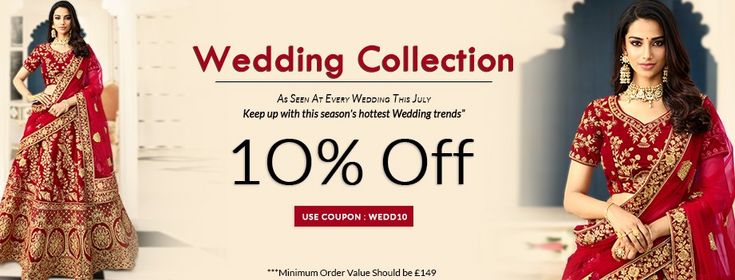 Wedding Collection
As Seen At Every Wedding This July
Keep up with this season's hottest Wedding trends"
10% Off
USE COUPON : WEDD10
***Minimum Order Value Should be £149